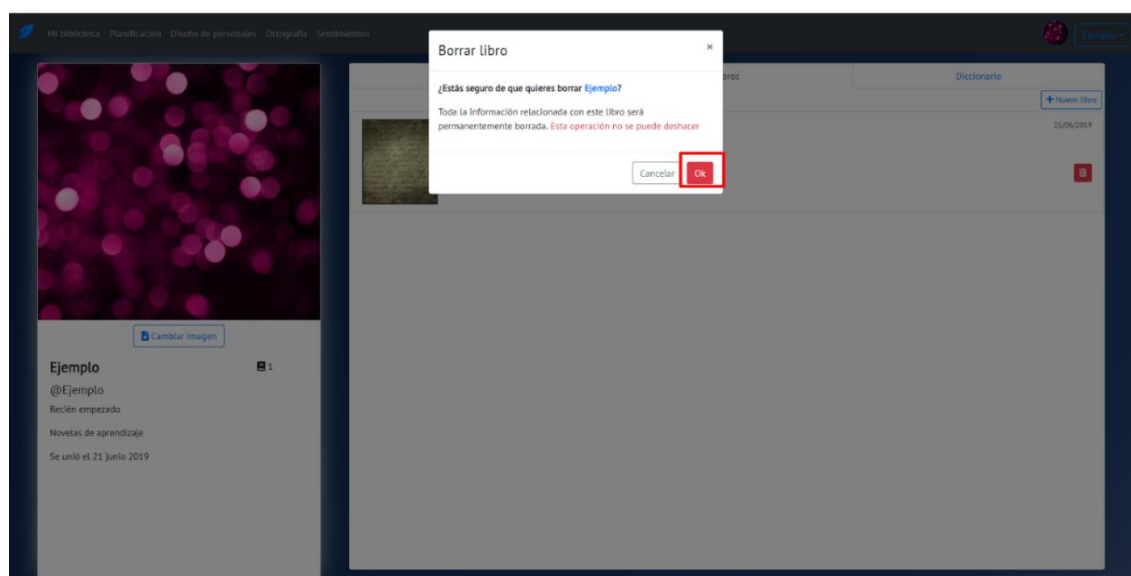 Mi biblioteca Planificación Diseño de personajes Ortografía Sentimientos
Ejemplo
Borrar libro
×
¿Estás seguro de que quieres borrar Ejemplo?
Toda la información relacionada con este libro será
permanentemente borrada. Esta operación no se puede deshacer
Cancelar
Ok
Diccionario
+ Nuevo libro
21/06/2019
Cambiar imagen
Ejemplo
1
@Ejemplo
Recién empezado
Novelas de aprendizaje
Se unió el 21 junio 2019